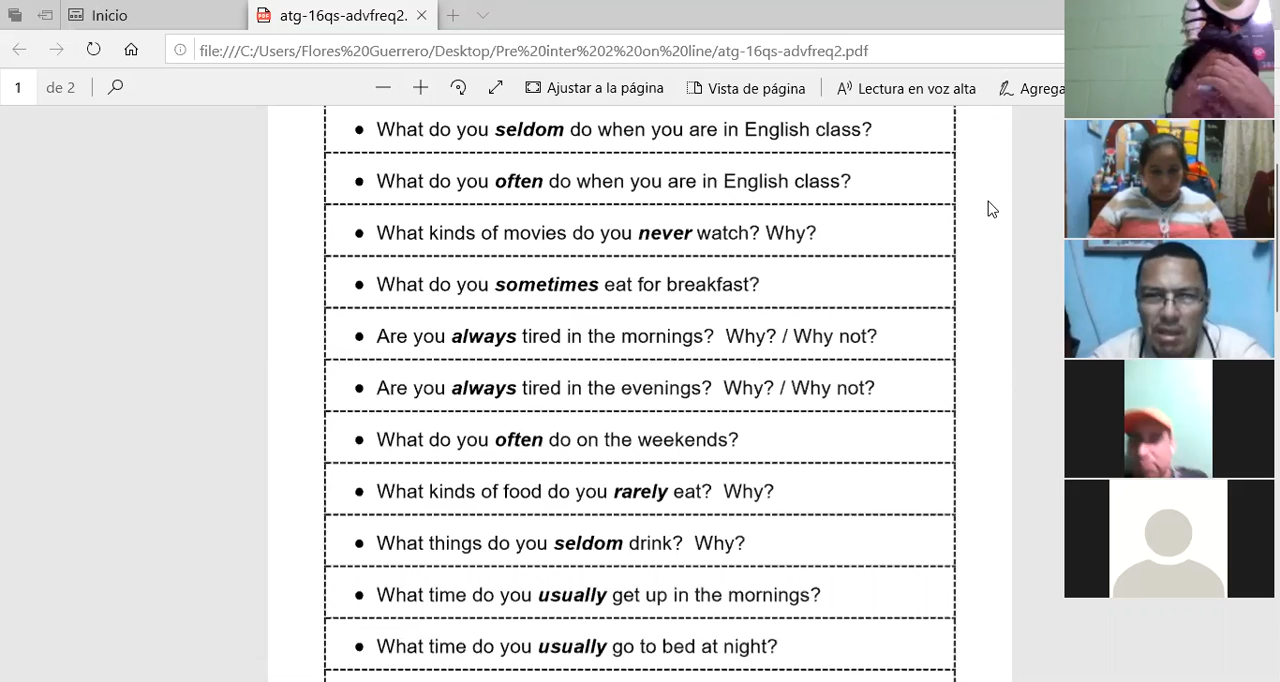 Inicio
atg-16qs-advfreq2.
file:///C:/Users/Flores%20Guerrero/Desktop/Pre%20inter%202%20on%20line/atg-16qs-advfreq2.pdf
1 de 2 Ajustar a la página Vista de página Lectura en voz alta Agrega
• What do you seldom do when you are in English class?
• What do you often do when you are in English class?
• What kinds of movies do you never watch? Why?
• What do you sometimes eat for breakfast?
• Are you always tired in the mornings? Why? / Why not?
• Are you always tired in the evenings? Why? / Why not?
• What do you often do on the weekends?
• What kinds of food do you rarely eat? Why?
• What things do you seldom drink? Why?
• What time do you usually get up in the mornings?
• What time do you usually go to bed at night?